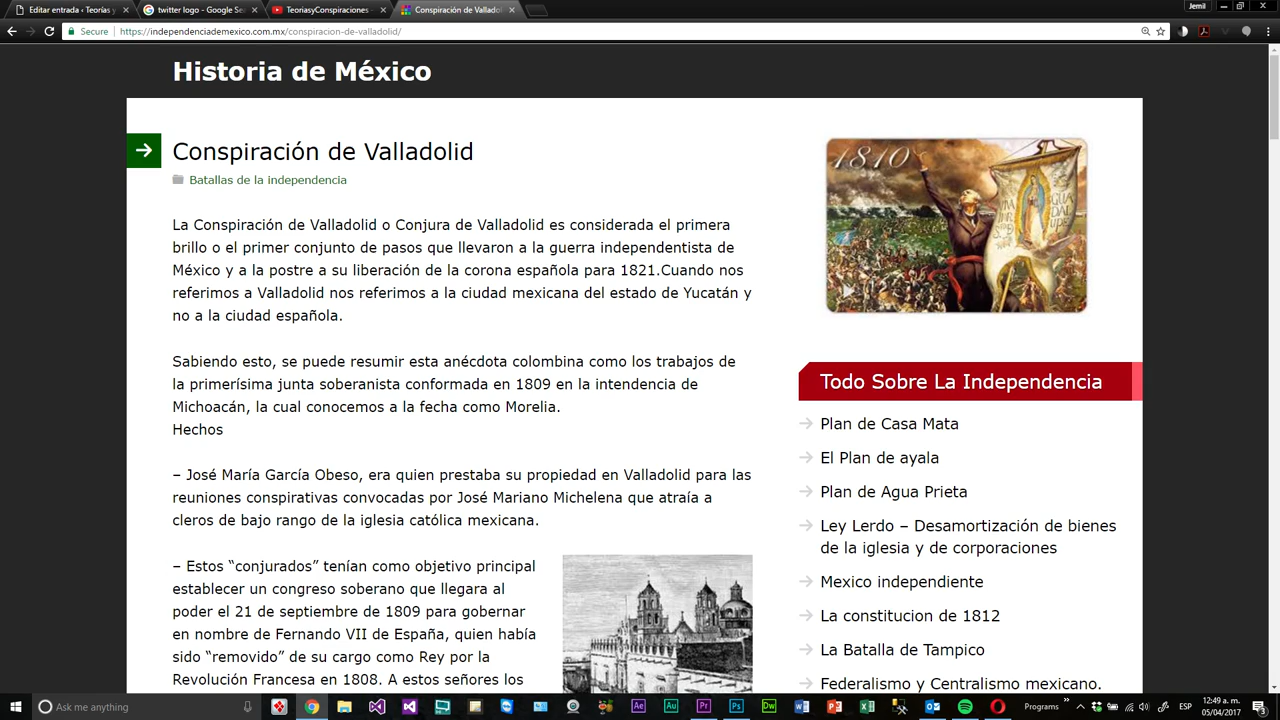 Editar entrada ‹ Teorías y
twitter logo - Google Se
TeoriasyConspiraciones
Conspiración de Vallado
Jemil
Secure
https://independenciademexico.com.mx/conspiracion-de-valladolid/
Historia de México
Conspiración de Valladolid
Batallas de la independencia
La Conspiración de Valladolid o Conjura de Valladolid es considerada el primera
brillo o el primer conjunto de pasos que llevaron a la guerra independentista de
México y a la postre a su liberación de la corona española para 1821.Cuando nos
referimos a Valladolid nos referimos a la ciudad mexicana del estado de Yucatán y
no a la ciudad española.
Sabiendo esto, se puede resumir esta anécdota colombina como los trabajos de
la primerísima junta soberanista conformada en 1809 en la intendencia de
Michoacán, la cual conocemos a la fecha como Morelia.
Hechos
– José María García Obeso, era quien prestaba su propiedad en Valladolid para las
reuniones conspirativas convocadas por José Mariano Michelena que atraía a
cleros de bajo rango de la iglesia católica mexicana.
– Estos “conjurados” tenían como objetivo principal
establecer un congreso soberano que llegara al
poder el 21 de septiembre de 1809 para gobernar
en nombre de Fernando VII de España, quien había
sido “removido” de su cargo como Rey por la
Revolución Francesa en 1808. A estos señores los
1810
Todo Sobre La Independencia
Plan de Casa Mata
El Plan de ayala
Plan de Agua Prieta
Ley Lerdo – Desamortización de bienes
de la iglesia y de corporaciones
Mexico independiente
La constitucion de 1812
La Batalla de Tampico
Federalismo y Centralismo mexicano.
Ask me anything
Programs
ESP
12:49 a. m.
05/04/2017